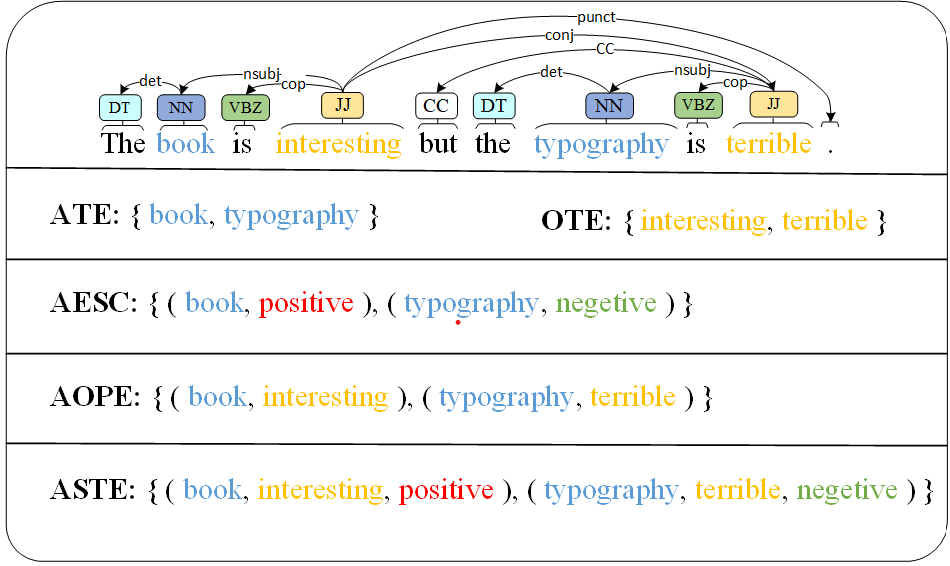 punct
conj
CC
det nsubj cop det nsubj cop
DT NN VBZ JJ CC DT NN VBZ JJ
The book is interesting but the typography is terrible .
ATE: { book, typography } OTE: { interesting, terrible }
AESC: { ( book, positive ), ( typography, negetive ) }
AOPE: { ( book, interesting ), ( typography, terrible ) }
ASTE: { ( book, interesting, positive ), ( typography, terrible, negetive ) }